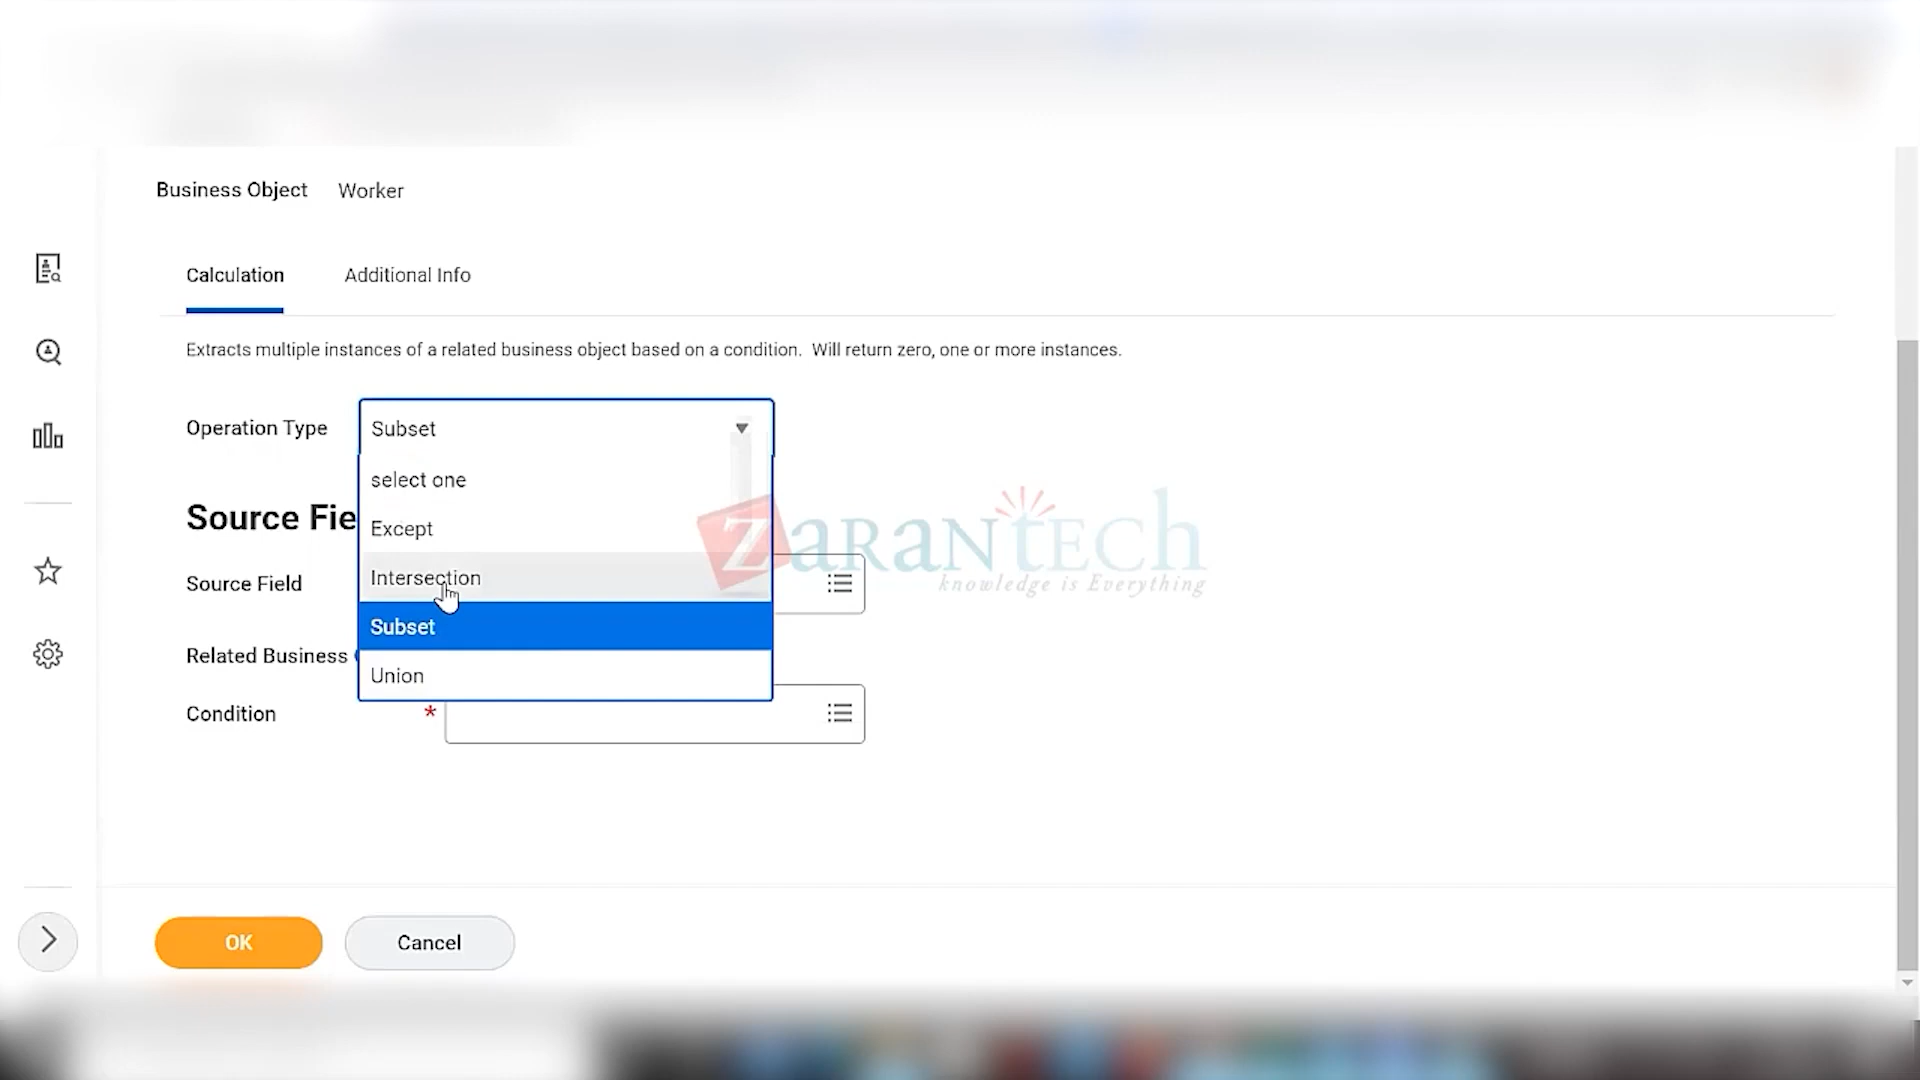 Business Object Worker
Calculation Additional Info
Extracts multiple instances of a related business object based on a condition. Will return zero, one or more instances.
Operation Type Subset
select one
Source Fie
Except
Intersection
Source Field
Subset
Related Business
Union
Condition *
ZaranTech
knowledge is Everything
OK Cancel